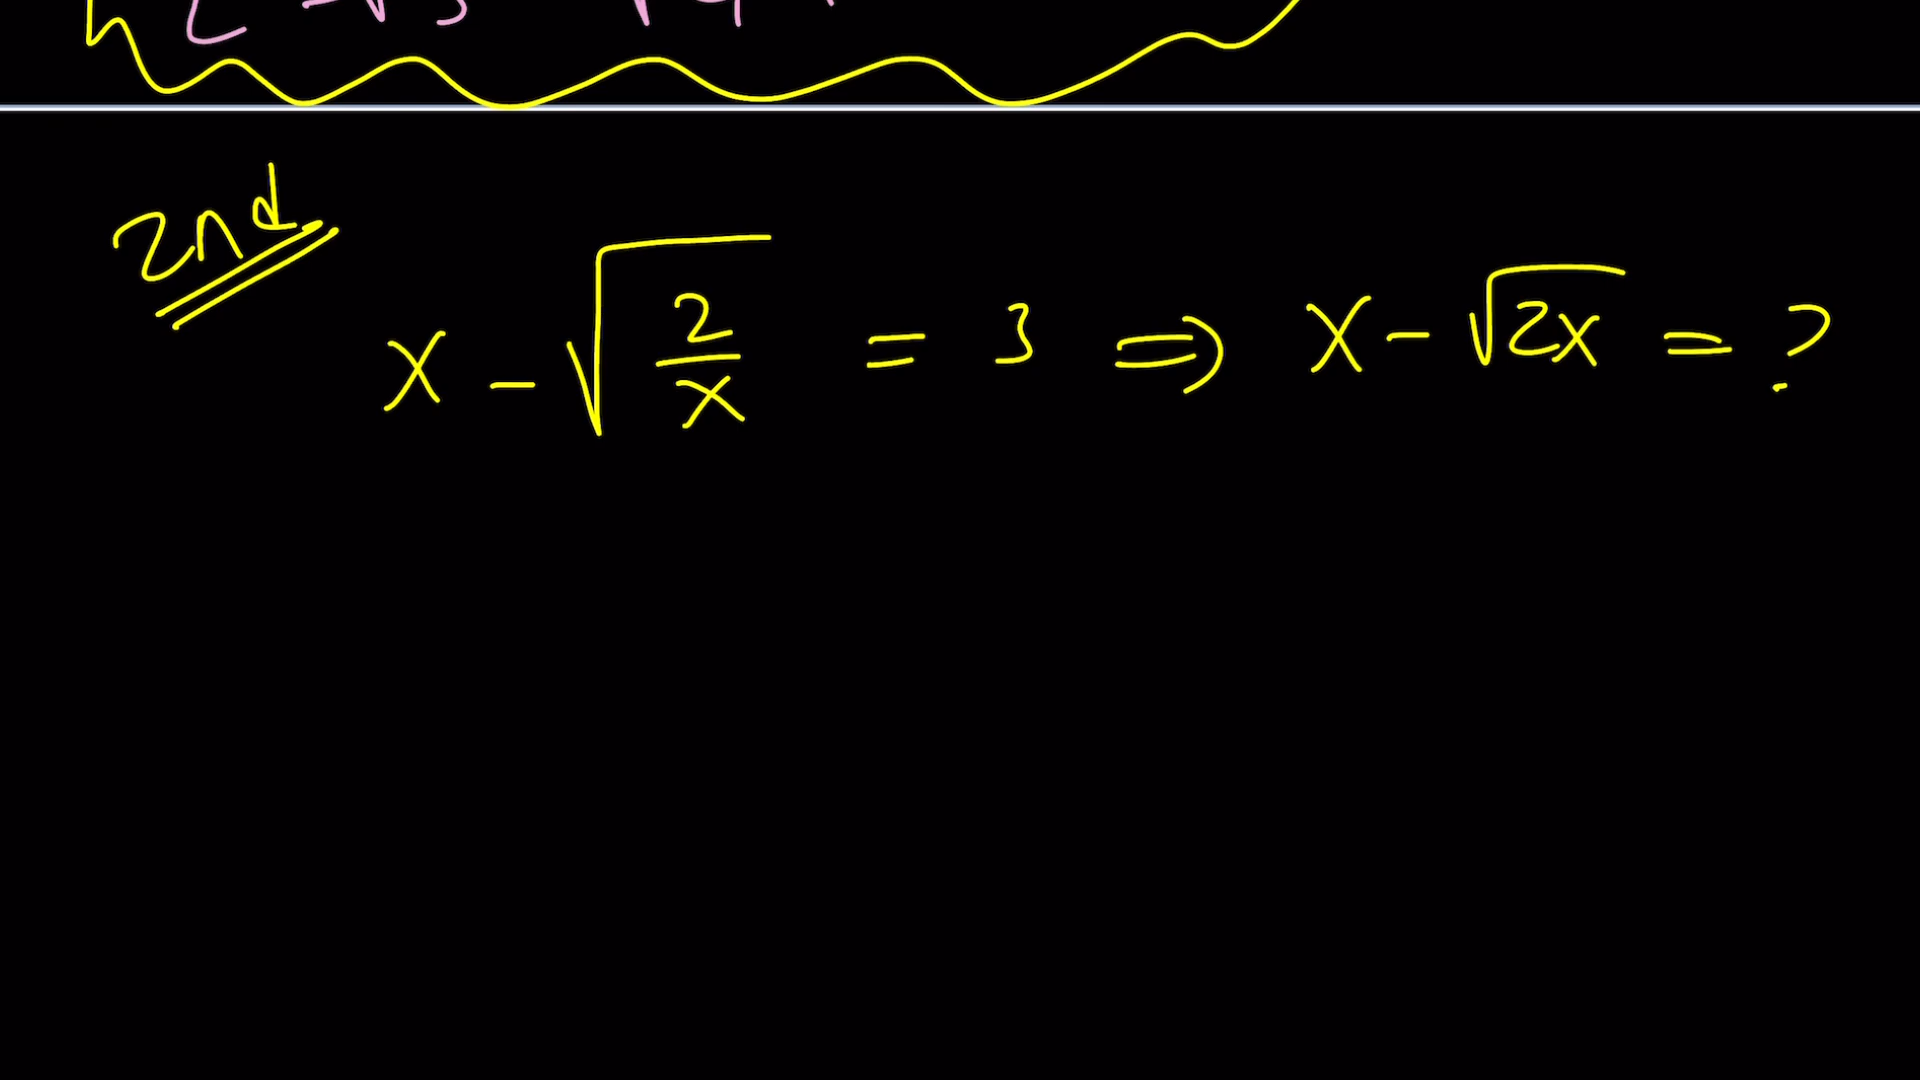 2nd
x - √(2/x) = 3 ⇒ x - √2x = ?